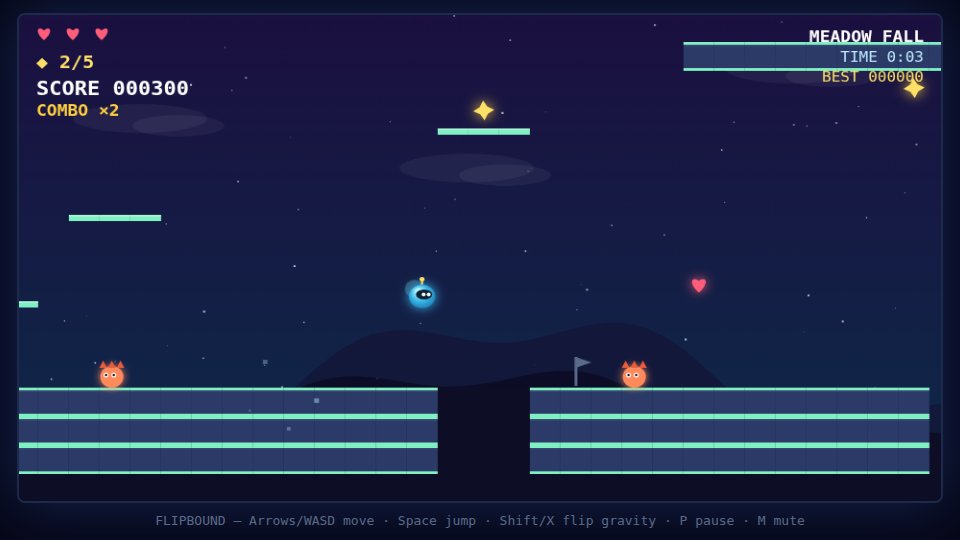 MEADOW FALL
◆ 2/5
TIME 0:03
SCORE 000300
BEST 000000
COMBO ×2
FLIPBOUND — Arrows/WASD move · Space jump · Shift/X flip gravity · P pause · M mute